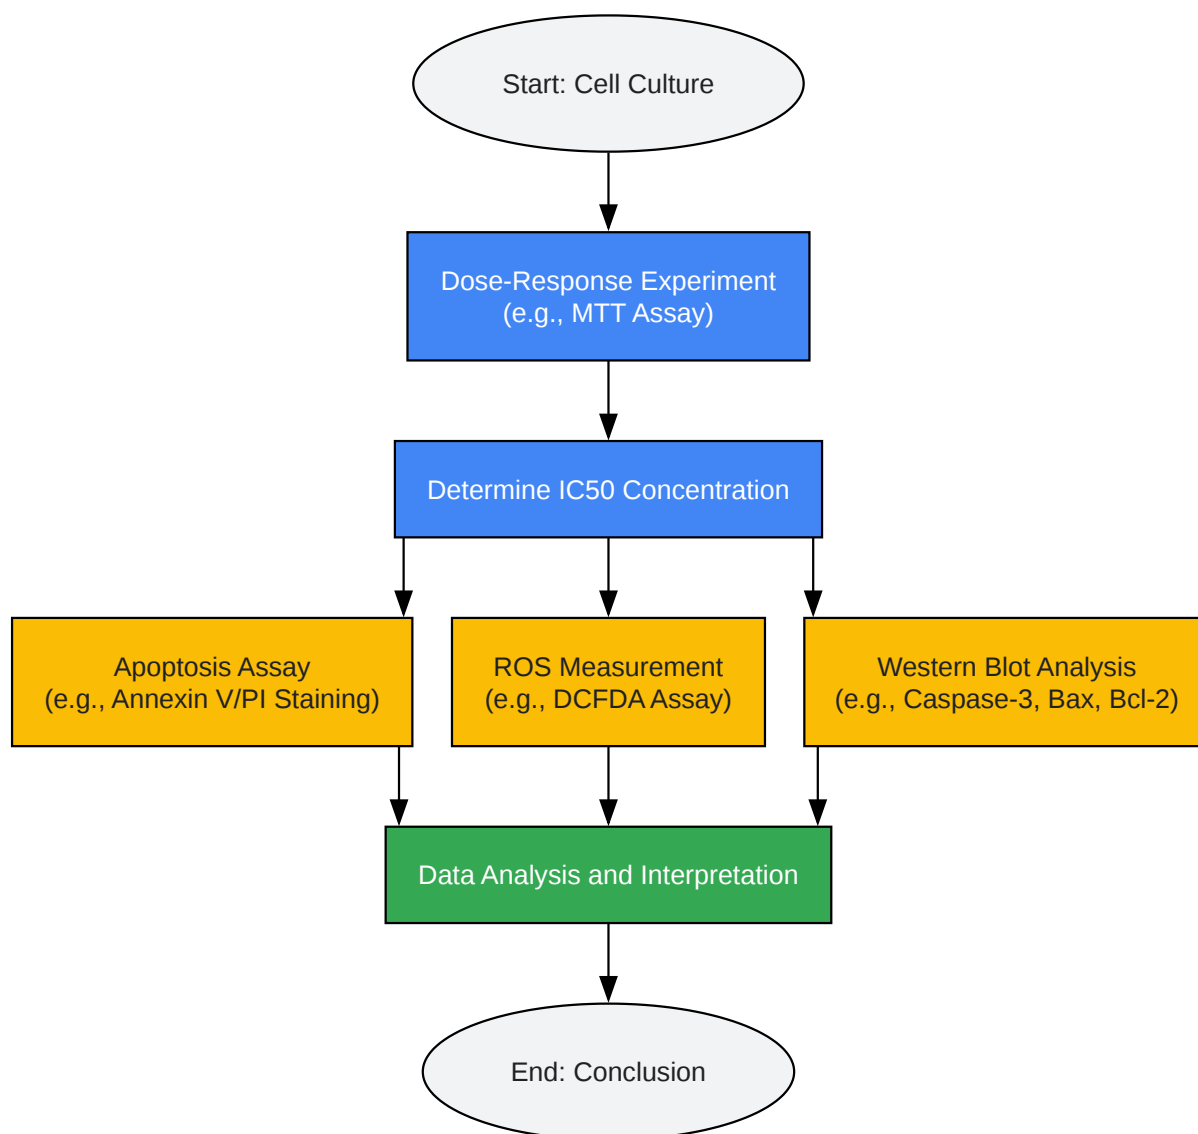 Start: Cell Culture
Dose-Response Experiment
(e.g., MTT Assay)
Determine IC50 Concentration
Apoptosis Assay
(e.g., Annexin V/PI Staining)
ROS Measurement
(e.g., DCFDA Assay)
Western Blot Analysis
(e.g., Caspase-3, Bax, Bcl-2)
Data Analysis and Interpretation
End: Conclusion